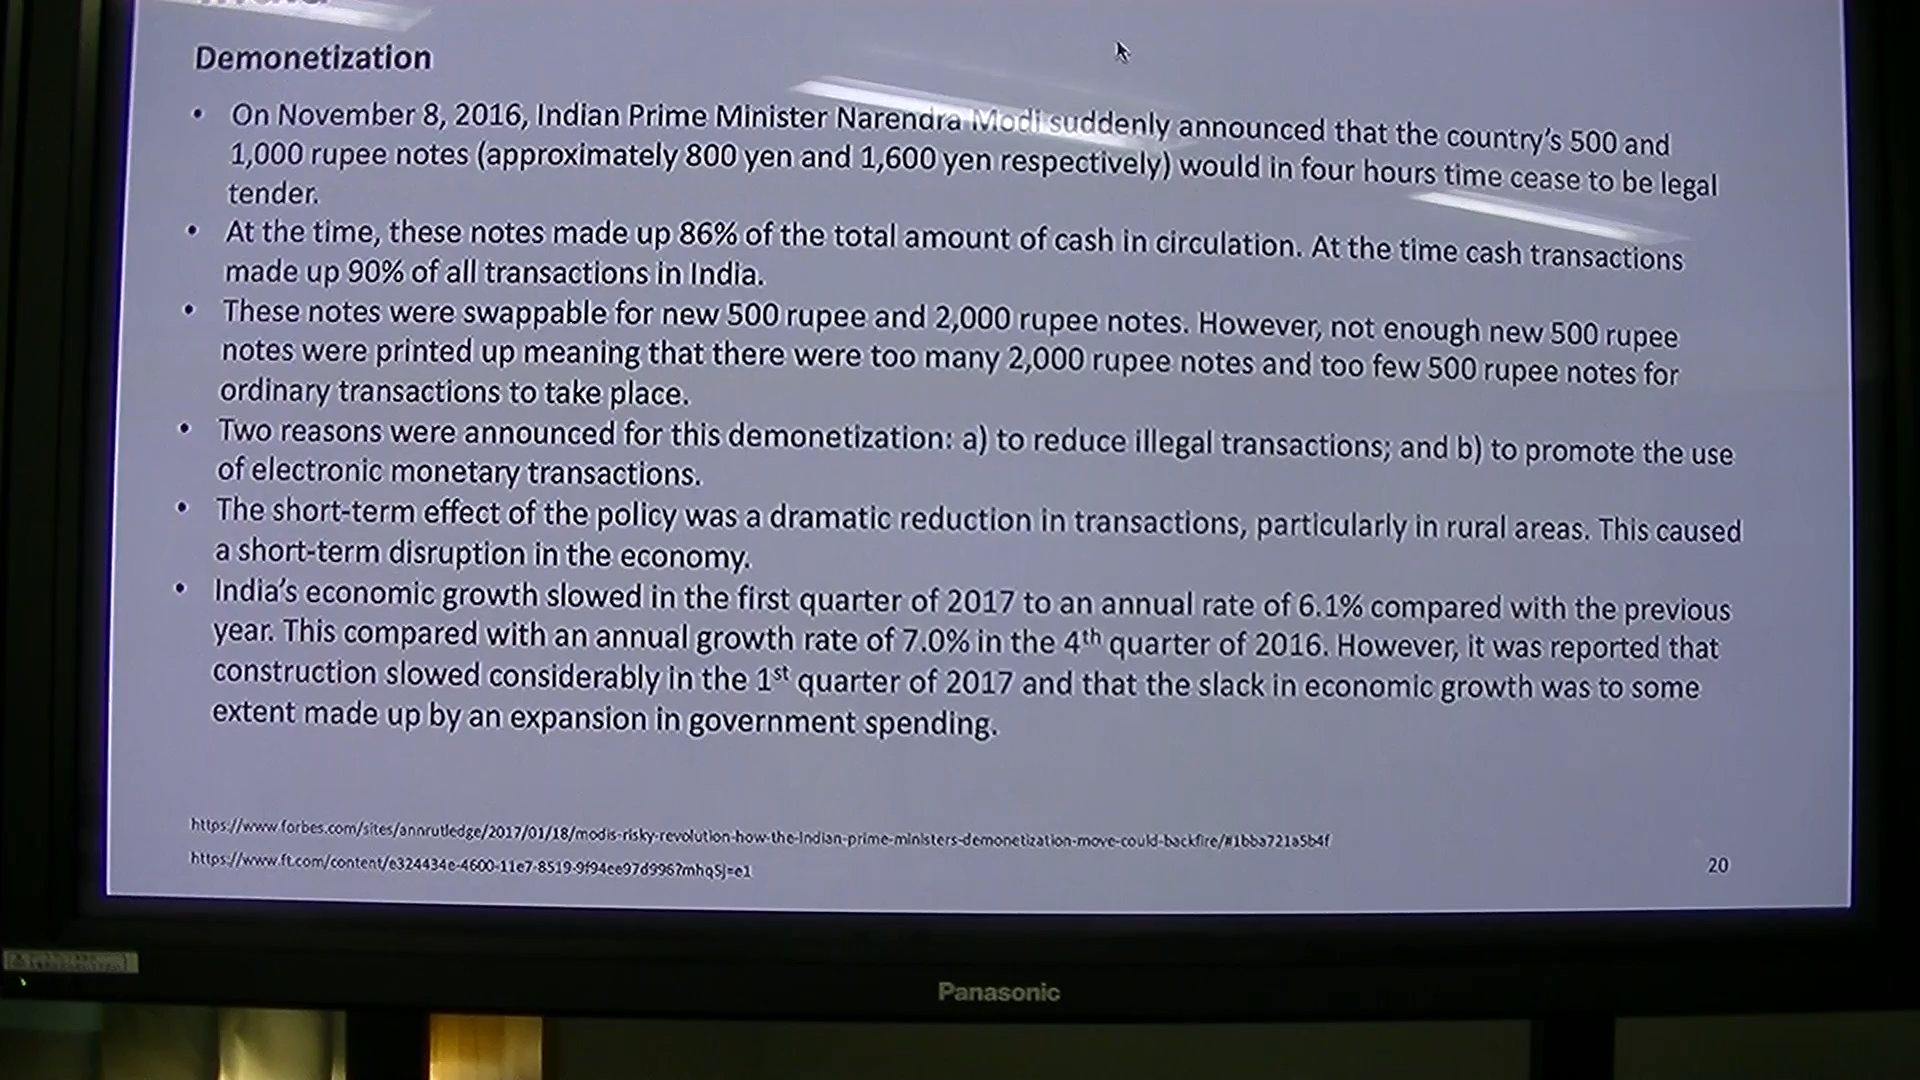 Demonetization
• On November 8, 2016, Indian Prime Minister Narendra Modi suddenly announced that the country's 500 and
1,000 rupee notes (approximately 800 yen and 1,600 yen respectively) would in four hours time cease to be legal
tender.
• At the time, these notes made up 86% of the total amount of cash in circulation. At the time cash transactions
made up 90% of all transactions in India.
• These notes were swappable for new 500 rupee and 2,000 rupee notes. However, not enough new 500 rupee
notes were printed up meaning that there were too many 2,000 rupee notes and too few 500 rupee notes for
ordinary transactions to take place.
• Two reasons were announced for this demonetization: a) to reduce illegal transactions; and b) to promote the use
of electronic monetary transactions.
• The short-term effect of the policy was a dramatic reduction in transactions, particularly in rural areas. This caused
a short-term disruption in the economy.
• India's economic growth slowed in the first quarter of 2017 to an annual rate of 6.1% compared with the previous
year. This compared with an annual growth rate of 7.0% in the 4th quarter of 2016. However, it was reported that
construction slowed considerably in the 1st quarter of 2017 and that the slack in economic growth was to some
extent made up by an expansion in government spending.
https://www.forbes.com/sites/annrutledge/2017/01/18/modis-risky-revolution-how-the-indian-prime-ministers-demonetization-move-could-backfire/#1bba721a5b4f
https://www.ft.com/content/e324434e-4600-11e7-8519-9f94ee97d996?mhq5j=e1
20
Panasonic